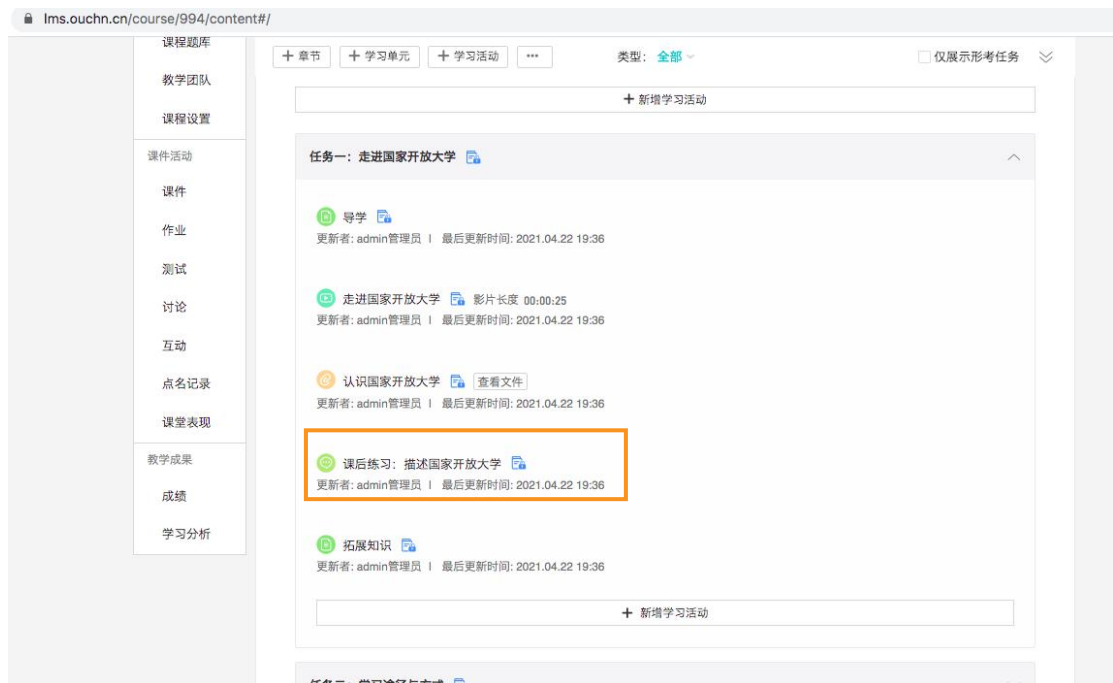 lms.ouchn.cn/course/994/content#/
课程题库
教学团队
课程设置
课件活动
课件
作业
测试
讨论
互动
点名记录
课堂表现
教学成果
成绩
学习分析
+ 章节 + 学习单元 + 学习活动 ··· 类型: 全部 仅展示形考任务
+ 新增学习活动
任务一：走进国家开放大学
导学
更新者: admin管理员 | 最后更新时间: 2021.04.22 19:36
走进国家开放大学 影片长度 00:00:25
更新者: admin管理员 | 最后更新时间: 2021.04.22 19:36
认识国家开放大学 查看文件
更新者: admin管理员 | 最后更新时间: 2021.04.22 19:36
课后练习：描述国家开放大学
更新者: admin管理员 | 最后更新时间: 2021.04.22 19:36
拓展知识
更新者: admin管理员 | 最后更新时间: 2021.04.22 19:36
+ 新增学习活动
任务二：学习途径与方式